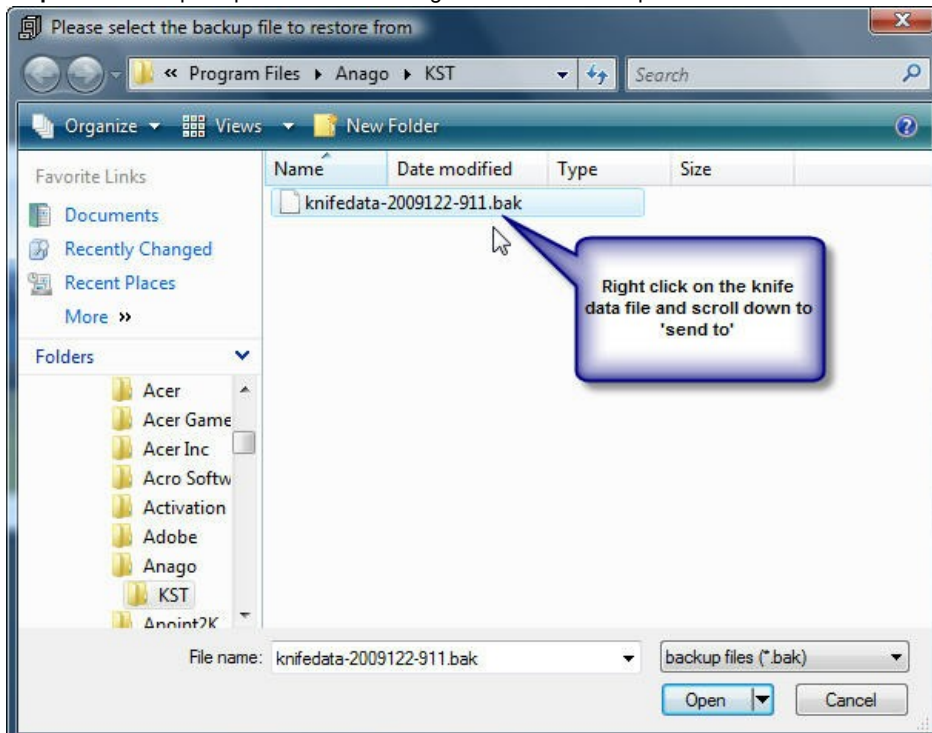 Please select the backup file to restore from
« Program Files ▸ Anago ▸ KST
Search
Organize
Views
New Folder
Name Date modified Type Size
Favorite Links
Documents
Recently Changed
Recent Places
More »
Folders
Acer
Acer Game
Acer Inc
Acro Softw
Activation
Adobe
Anago
KST
Anoint2K
knifedata-2009122-911.bak
Right click on the knife
data file and scroll down to
'send to'
File name: knifedata-2009122-911.bak
backup files (*.bak)
Open Cancel